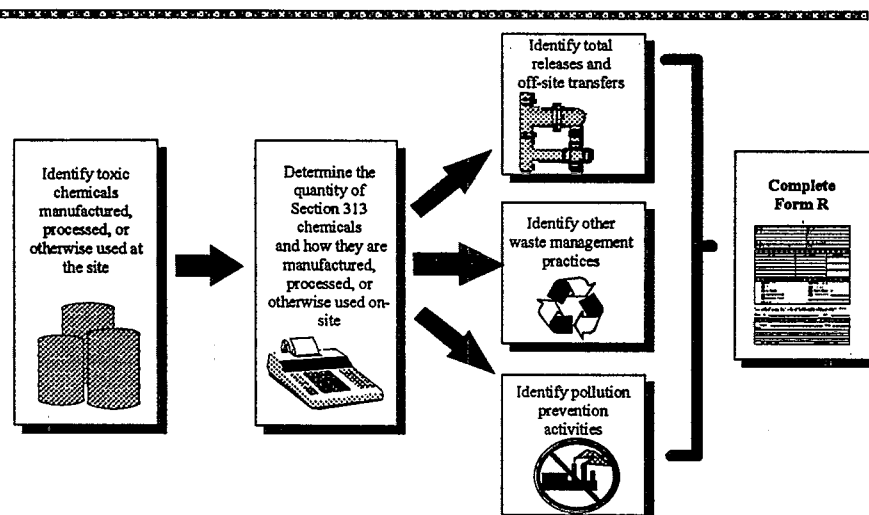 Identify toxic
chemicals
manufactured,
processed, or
otherwise used at
the site
Determine the
quantity of
Section 313
chemicals
and how they are
manufactured,
processed, or
otherwise used on-
site
Identify total
releases and
off-site transfers
Identify other
waste management
practices
Identify pollution
prevention
activities
Complete
Form R